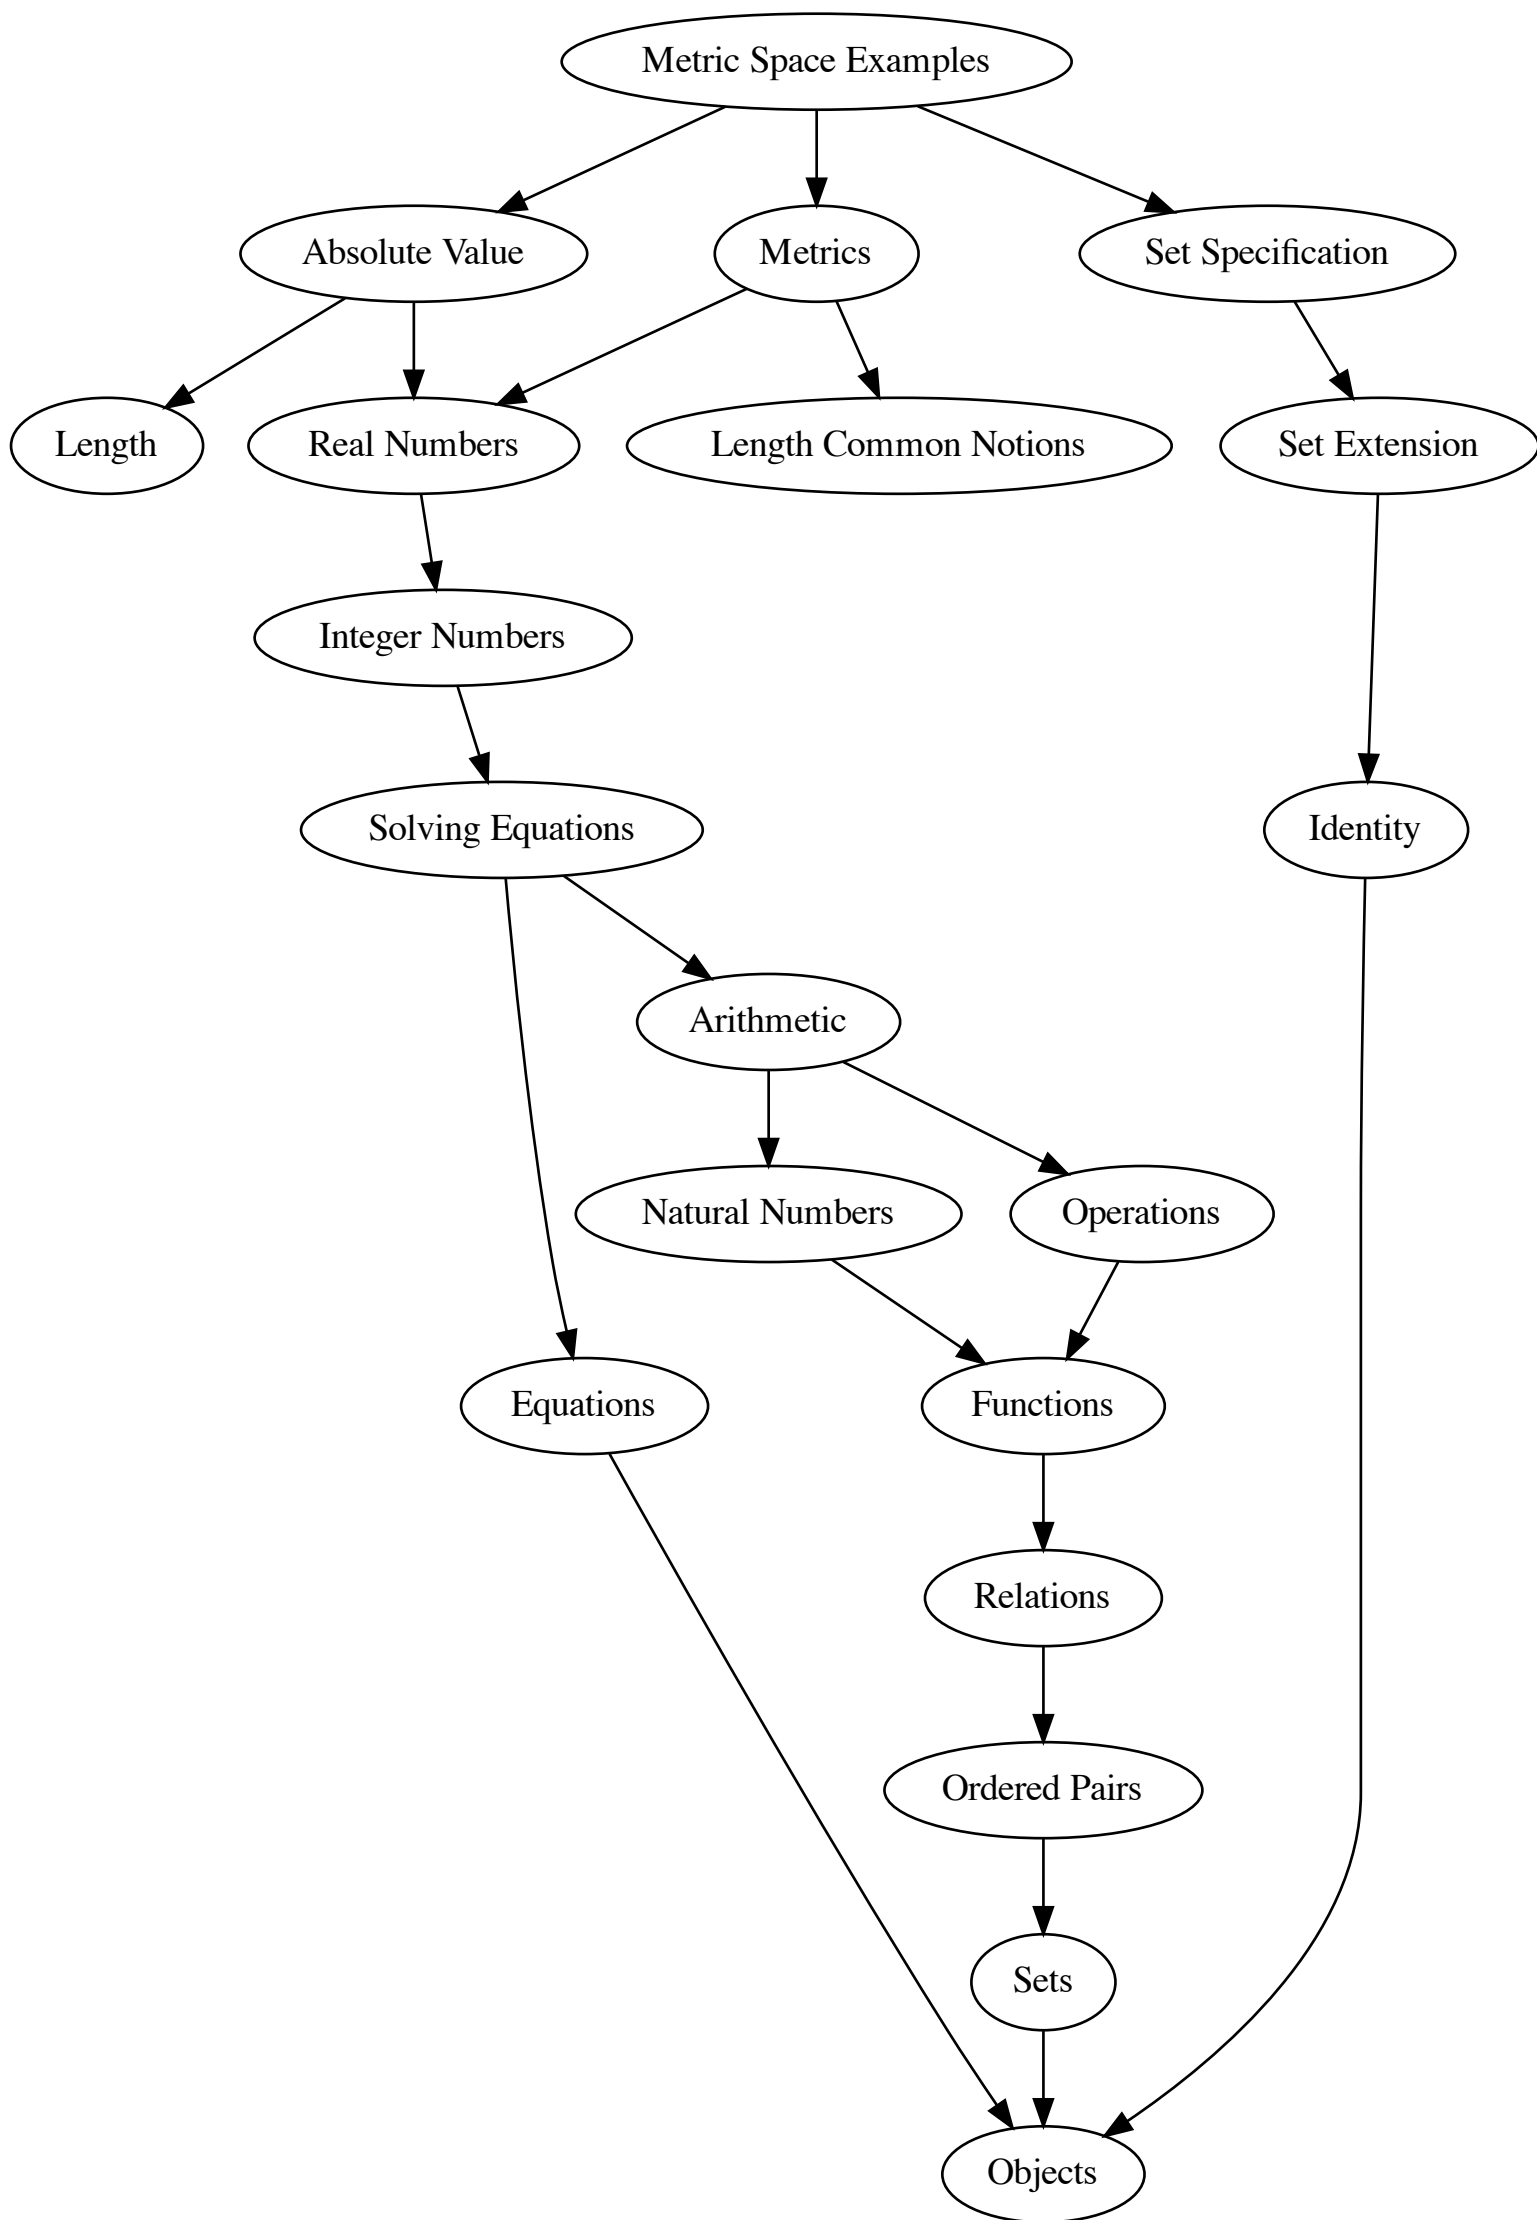 Metric Space Examples
Absolute Value
Metrics
Set Specification
Length
Real Numbers
Length Common Notions
Set Extension
Integer Numbers
Solving Equations
Identity
Arithmetic
Natural Numbers
Operations
Equations
Functions
Relations
Ordered Pairs
Sets
Objects